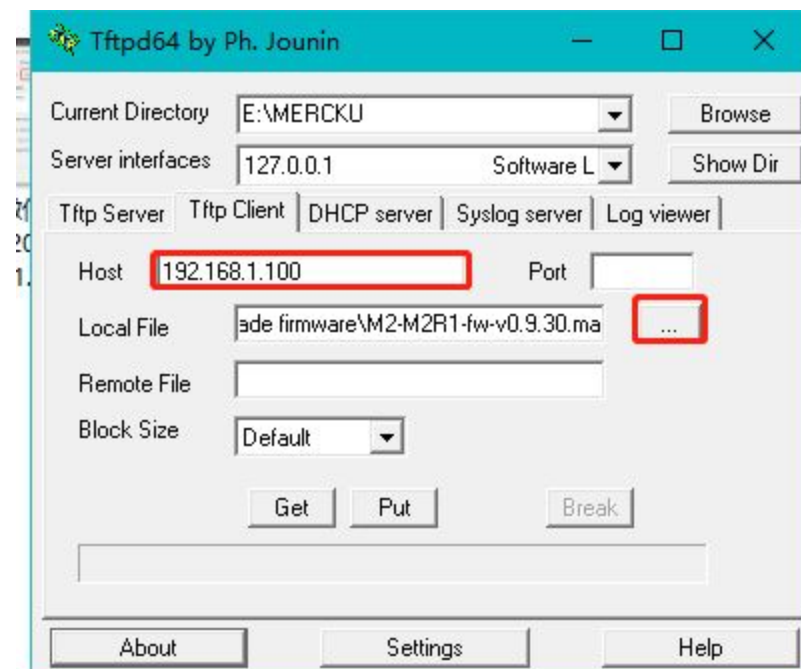 Tftpd64 by Ph. Jounin
Current Directory E:\MERCKU Browse
Server interfaces 127.0.0.1 Software L Show Dir
Tftp Server Tftp Client DHCP server Syslog server Log viewer
Host 192.168.1.100 Port
Local File ade firmware\M2-M2R1-fw-v0.9.30.ma ...
Remote File
Block Size Default
Get Put Break
About Settings Help